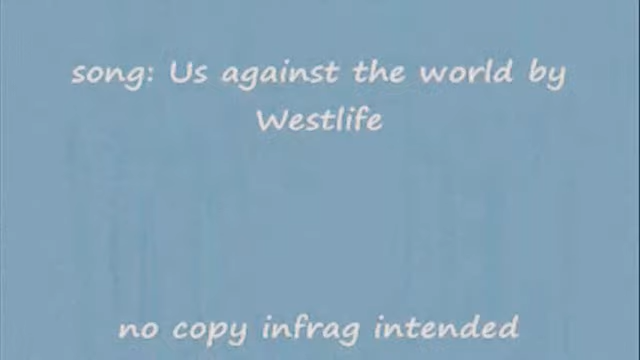 song: Us against the world by
Westlife
no copy infrag intended